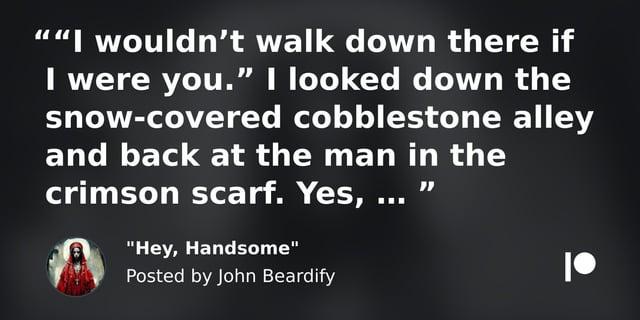 ““I wouldn’t walk down there if
I were you.” I looked down the
snow-covered cobblestone alley
and back at the man in the
crimson scarf. Yes, ... ”
"Hey, Handsome"
Posted by John Beardify